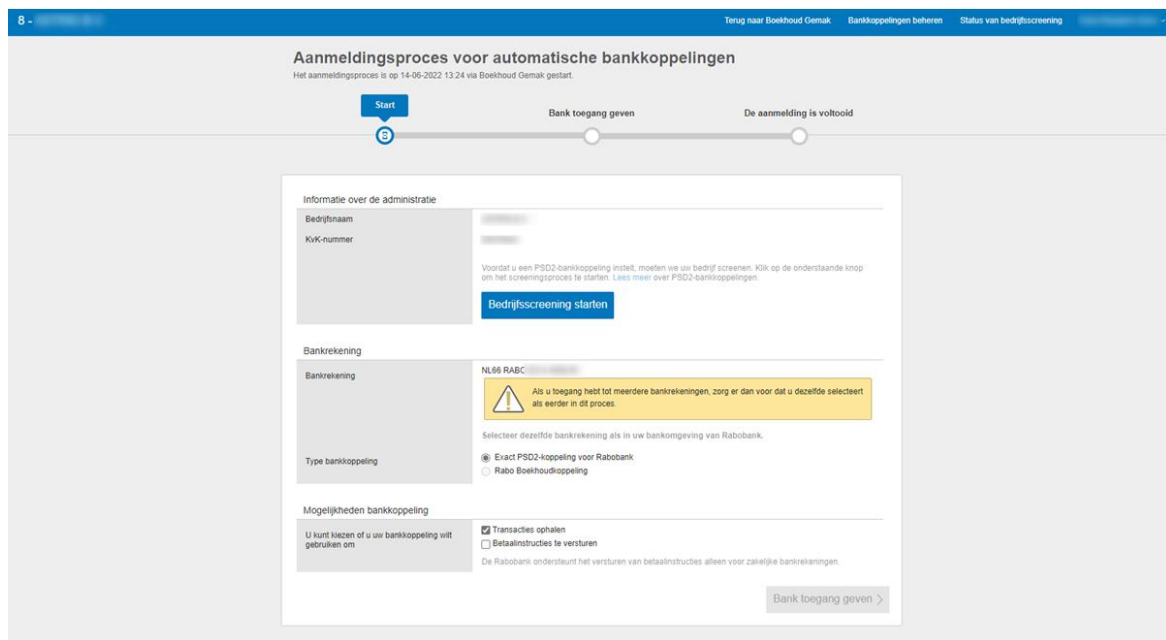 8 -
Terug naar Boekhoud Gemak Bankkoppelingen beheren Status van bedrijfsscreening
Aanmeldingsproces voor automatische bankkoppelingen
Het aanmeldingsproces is op 14-06-2022 13:24 via Boekhoud Gemak gestart.
Start
Bank toegang geven
De aanmelding is voltooid
Informatie over de administratie
Bedrijfsnaam
KvK-nummer
Voordat u een PSD2-bankkoppeling instelt, moeten we uw bedrijf screenen. Klik op de onderstaande knop
om het screeningsproces te starten. Lees meer over PSD2-bankkoppelingen.
Bedrijfsscreening starten
Bankrekening
Bankrekening
NL66 RABO
Als u toegang hebt tot meerdere bankrekeningen, zorg er dan voor dat u dezelfde selecteert
als eerder in dit proces.
Selecteer dezelfde bankrekening als in uw bankomgeving van Rabobank.
Type bankkoppeling
Exact PSD2-koppeling voor Rabobank
Rabo Boekhoudkoppeling
Mogelijkheden bankkoppeling
U kunt kiezen of u uw bankkoppeling wilt
gebruiken om
Transacties ophalen
Betaalinstructies te versturen
De Rabobank ondersteunt het versturen van betaalinstructies alleen voor zakelijke bankrekeningen.
Bank toegang geven